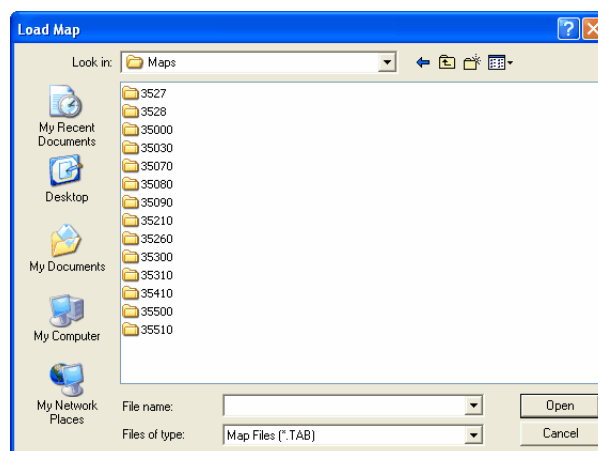 Load Map
Look in: Maps
3527
3528
35000
35030
35070
35080
35090
35210
35260
35300
35310
35410
35500
35510
My Recent
Documents
Desktop
My Documents
My Computer
My Network
Places
File name:
Open
Files of type: Map Files (*.TAB)
Cancel